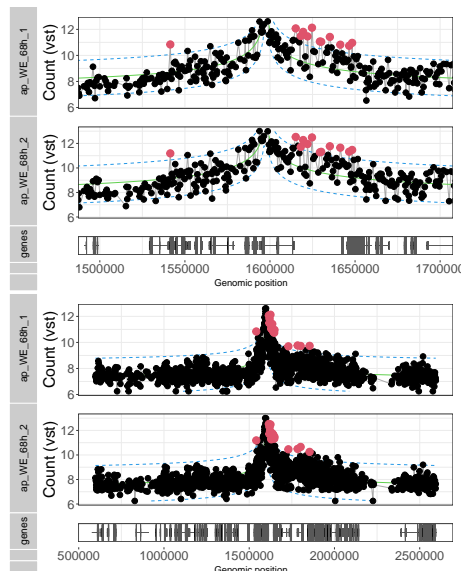 ap_WE_68h_1
Count (vst)
12
10
8
6
ap_WE_68h_2
Count (vst)
12
10
8
6
genes
1500000 1550000 1600000 1650000 1700000
Genomic position
ap_WE_68h_1
Count (vst)
12
10
8
6
ap_WE_68h_2
Count (vst)
12
10
8
6
genes
500000 1000000 1500000 2000000 2500000
Genomic position